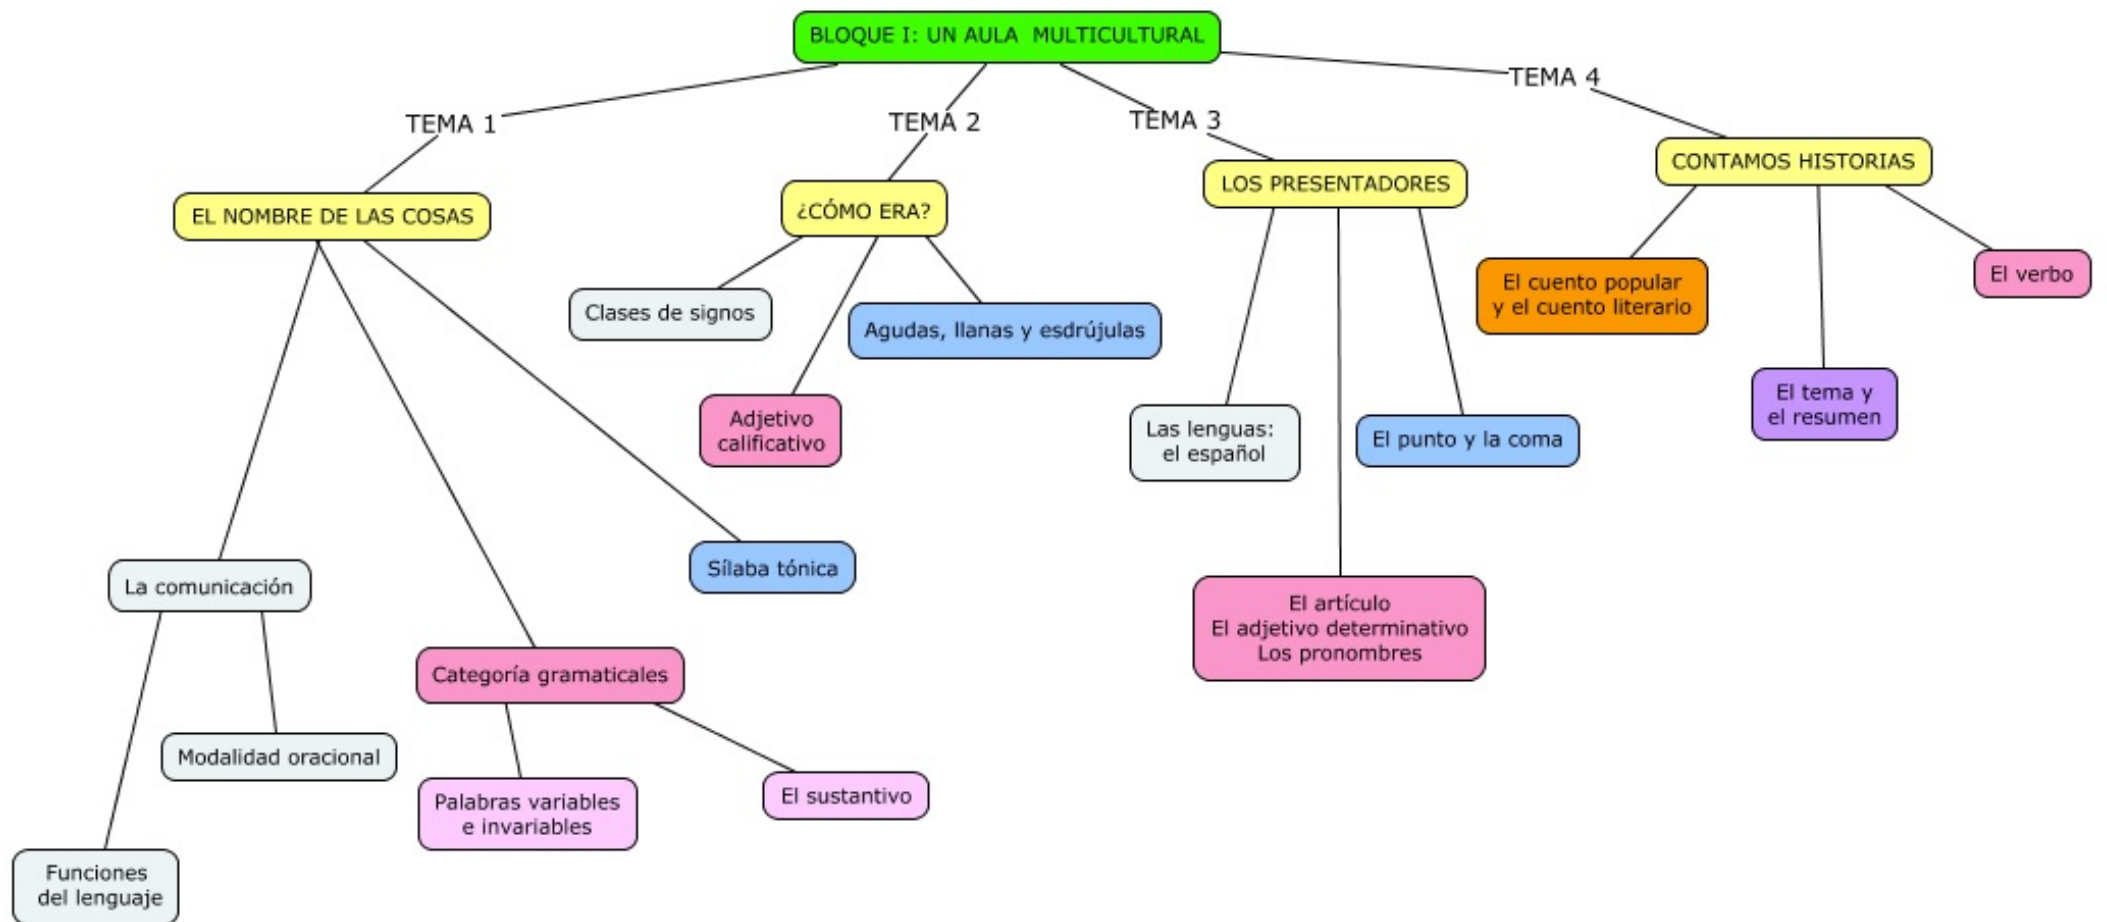 BLOQUE I: UN AULA MULTICULTURAL
TEMA 1
EL NOMBRE DE LAS COSAS
La comunicación
Funciones
del lenguaje
Modalidad oracional
Categoría gramaticales
Palabras variables
e invariables
El sustantivo
Sílaba tónica
TEMA 2
¿CÓMO ERA?
Clases de signos
Adjetivo
calificativo
Agudas, llanas y esdrújulas
TEMA 3
LOS PRESENTADORES
Las lenguas:
el español
El artículo
El adjetivo determinativo
Los pronombres
El punto y la coma
TEMA 4
CONTAMOS HISTORIAS
El cuento popular
y el cuento literario
El tema y
el resumen
El verbo